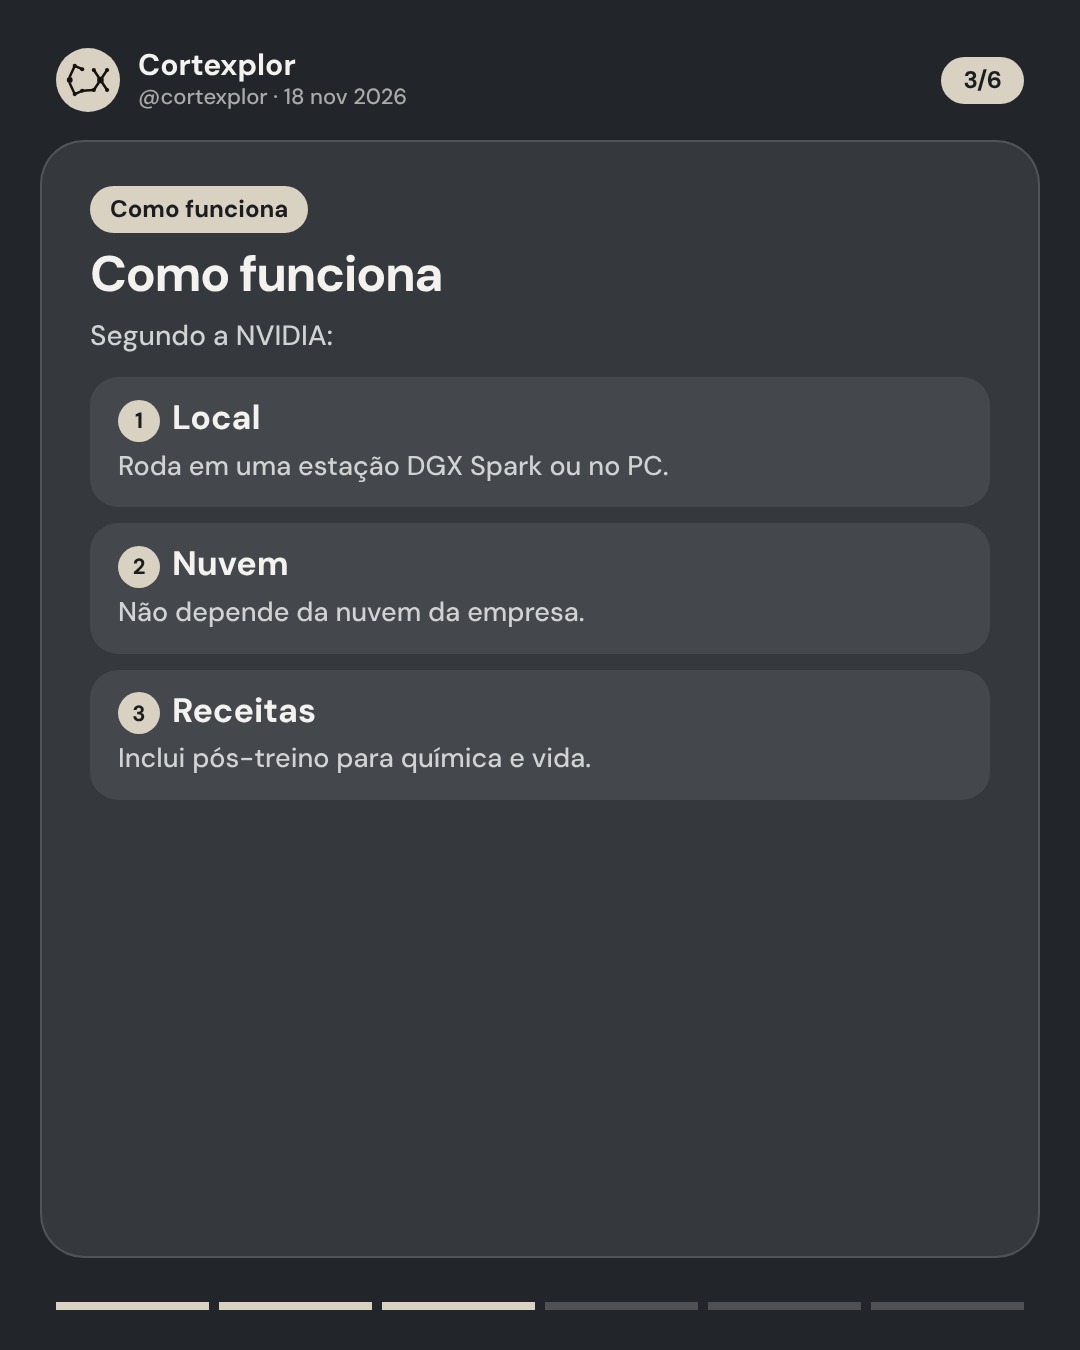 Cortexplor
@cortexplor · 18 nov 2026
3/6
Como funciona
Como funciona
Segundo a NVIDIA:
1 Local
Roda em uma estação DGX Spark ou no PC.
2 Nuvem
Não depende da nuvem da empresa.
3 Receitas
Inclui pós-treino para química e vida.